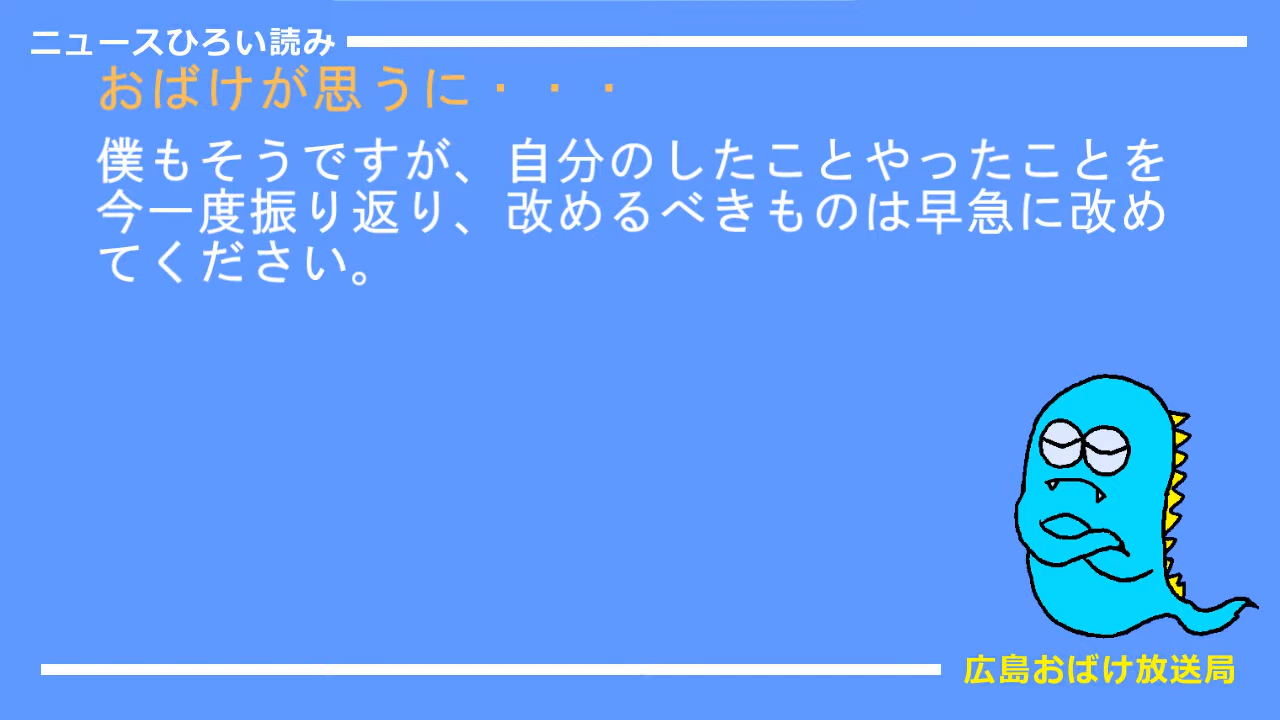 ニュースひろい読み
おばけが思うに・・・
僕もそうですが、自分のしたことやったことを
今一度振り返り、改めるべきものは早急に改め
てください。
広島おばけ放送局